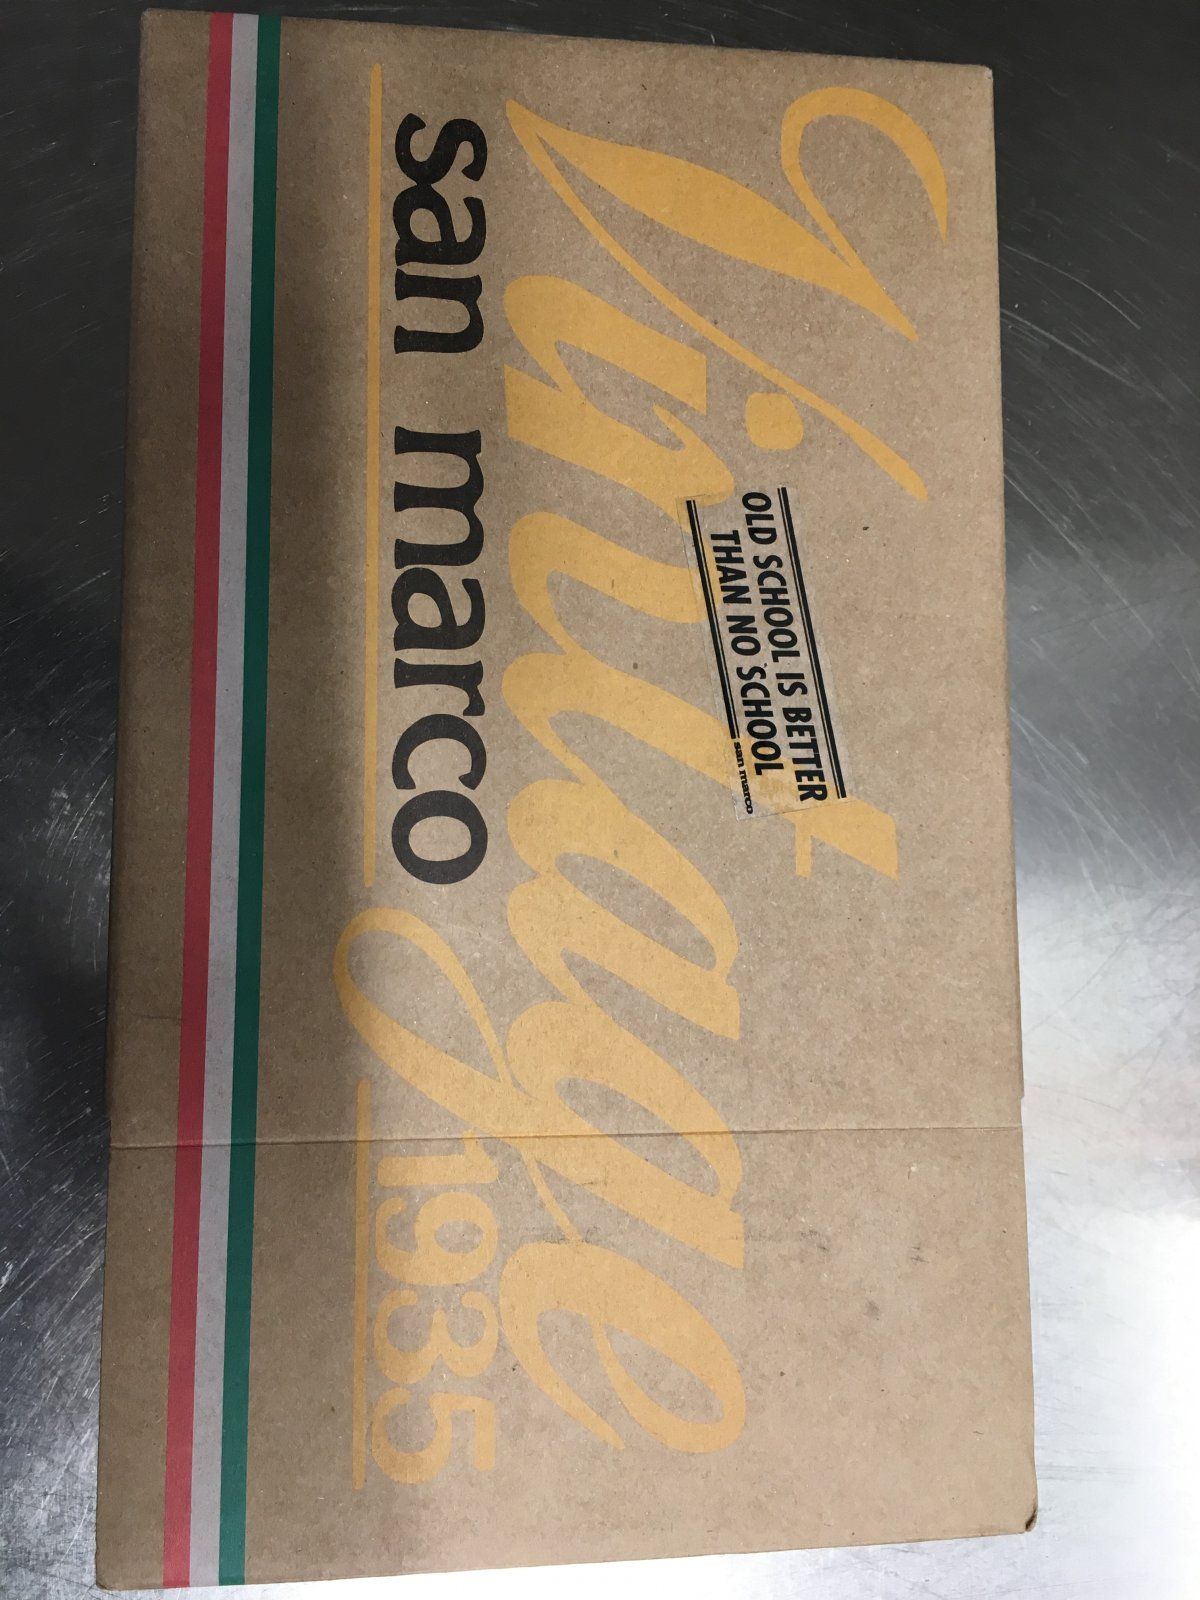 Vintage
OLD SCHOOL IS BETTER
THAN NO SCHOOL
san marco
san marco
1935